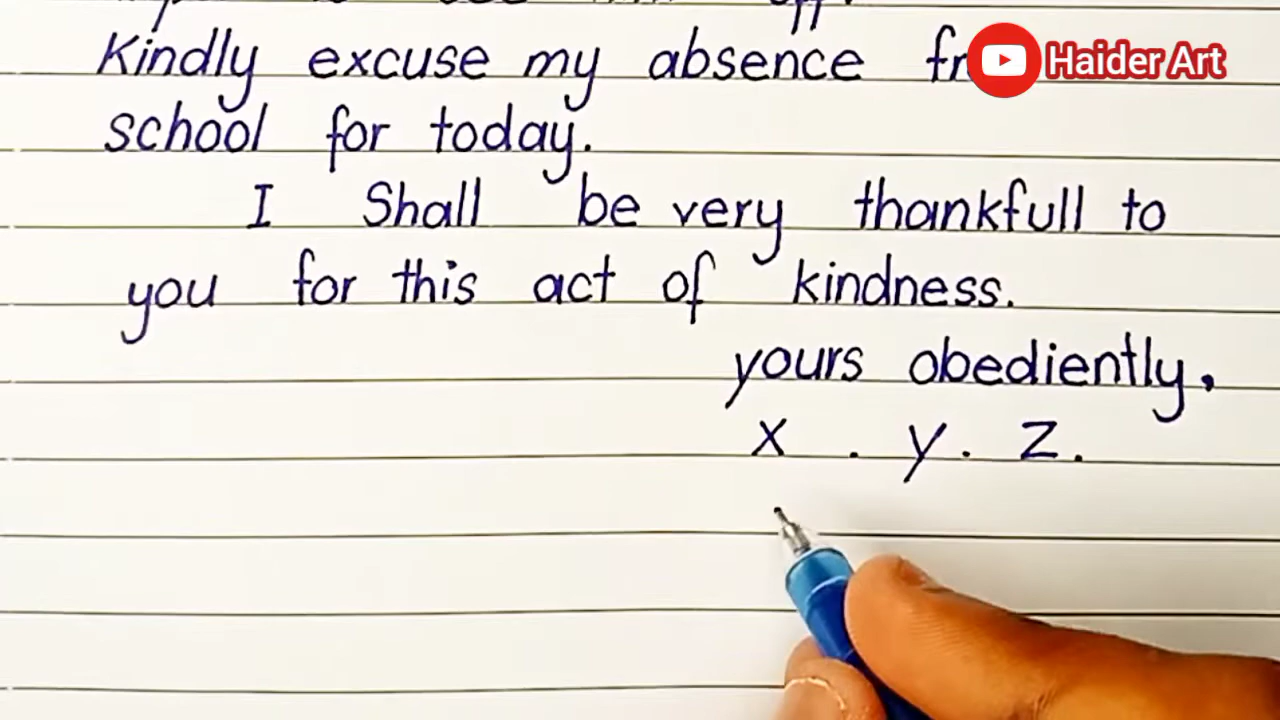 Kindly excuse my absence
Haider Art
school for today.
I Shall be very thankfull to
you for this act of kindness.
yours obediently,
x . y. z.